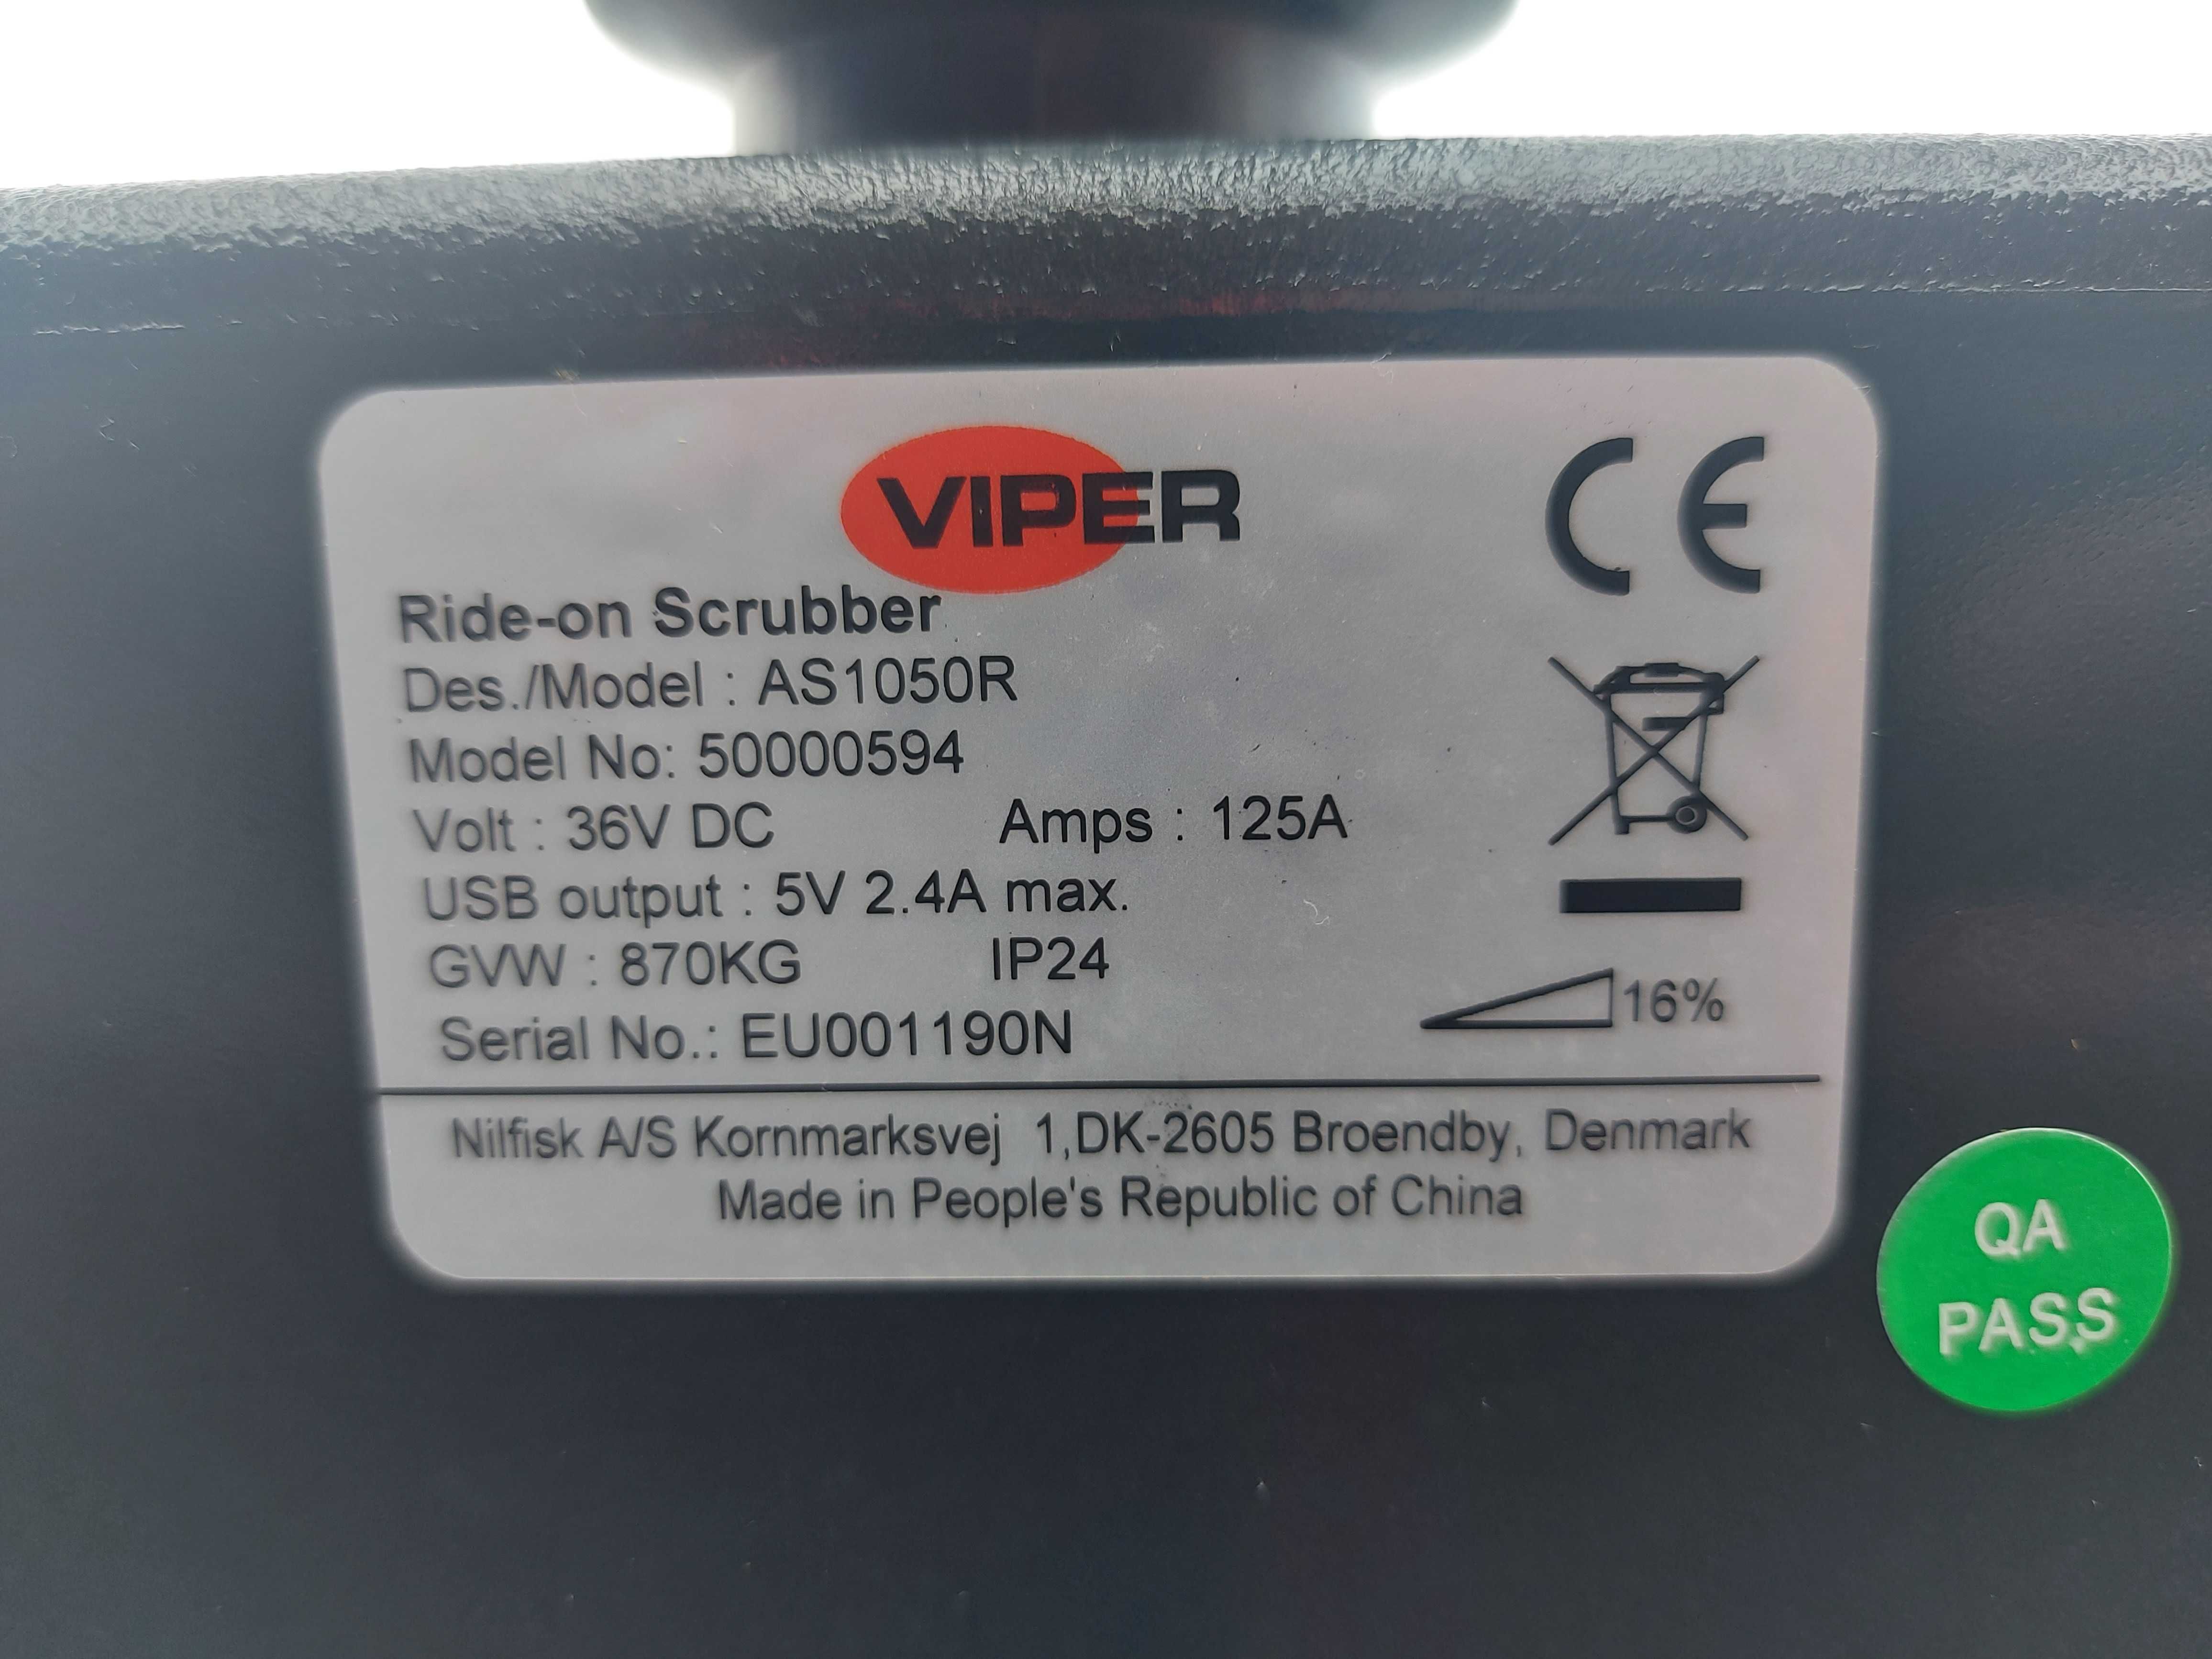 VIPER
CE
Ride-on Scrubber
Des./Model : AS1050R
Model No: 50000594
Volt : 36V DC Amps : 125A
USB output : 5V 2.4A max.
GVW : 870KG IP24
16%
Serial No.: EU001190N
Nilfisk A/S Kornmarksvej 1,DK-2605 Broendby, Denmark
Made in People's Republic of China
QA
PASS